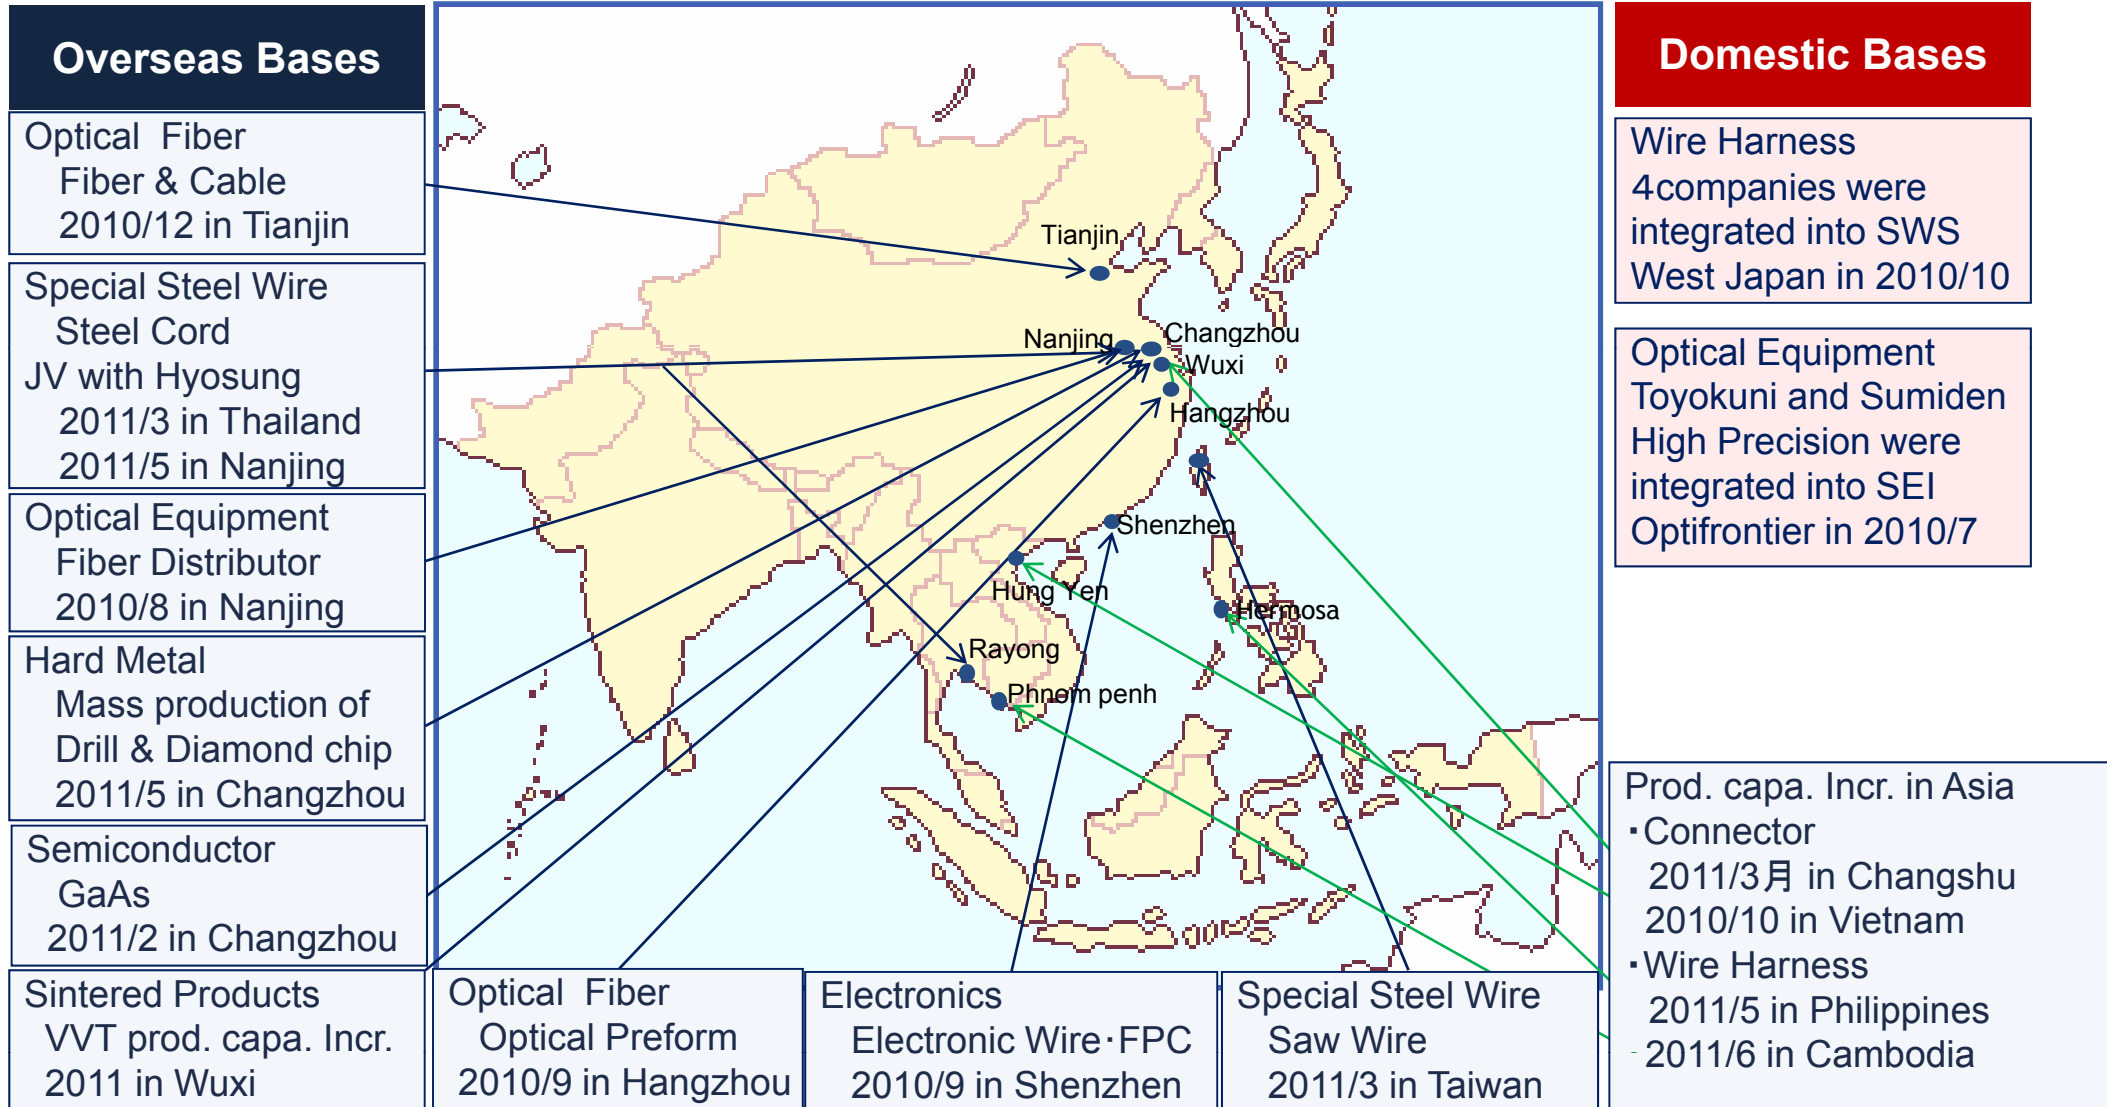 Overseas Bases
Optical Fiber
Fiber & Cable
2010/12 in Tianjin
Special Steel Wire
Steel Cord
JV with Hyosung
2011/3 in Thailand
2011/5 in Nanjing
Optical Equipment
Fiber Distributor
2010/8 in Nanjing
Hard Metal
Mass production of
Drill & Diamond chip
2011/5 in Changzhou
Semiconductor
GaAs
2011/2 in Changzhou
Sintered Products
VVT prod. capa. Incr.
2011 in Wuxi
Optical Fiber
Optical Preform
2010/9 in Hangzhou
Electronics
Electronic Wire・FPC
2010/9 in Shenzhen
Special Steel Wire
Saw Wire
2011/3 in Taiwan
Tianjin
Nanjing
Changzhou
Wuxi
Hangzhou
Shenzhen
Hung Yen
Hermosa
Rayong
Phnom penh
Domestic Bases
Wire Harness
4companies were
integrated into SWS
West Japan in 2010/10
Optical Equipment
Toyokuni and Sumiden
High Precision were
integrated into SEI
Optifrontier in 2010/7
Prod. capa. Incr. in Asia
・Connector
2011/3月 in Changshu
2010/10 in Vietnam
・Wire Harness
2011/5 in Philippines
2011/6 in Cambodia